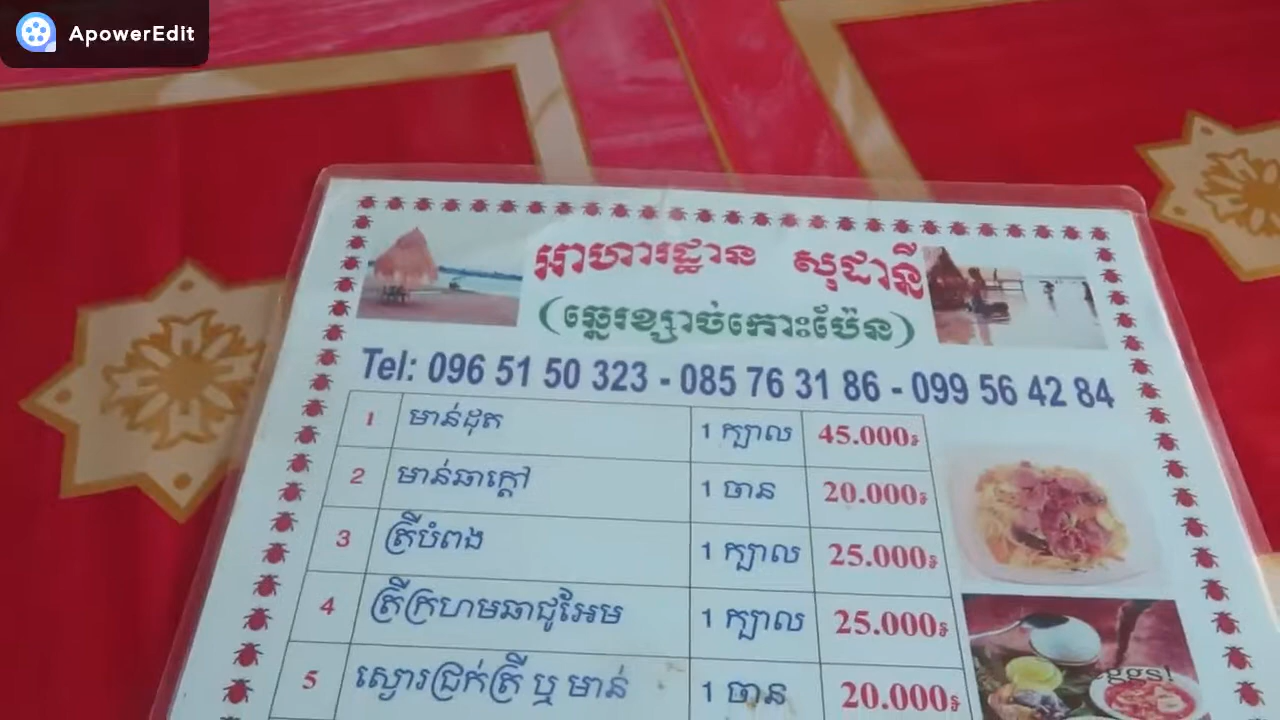 ApowerEdit
អាហារដ្ឋាន សុដានី
(ឆ្នេរខ្សាច់កោះប៉ែន)
Tel: 096 51 50 323 - 085 76 31 86 - 099 56 42 84
1 មាន់ដុត 1 ក្បាល 45.000៛
2 មាន់ឆាក្តៅ 1 ចាន 20.000៛
3 ត្រីបំពង 1 ក្បាល 25.000៛
4 ត្រីក្រហមឆាជូអែម 1 ក្បាល 25.000៛
5 ស្ងោរជ្រក់ត្រី ឬ មាន់ 1 ចាន 20.000៛
eggs!